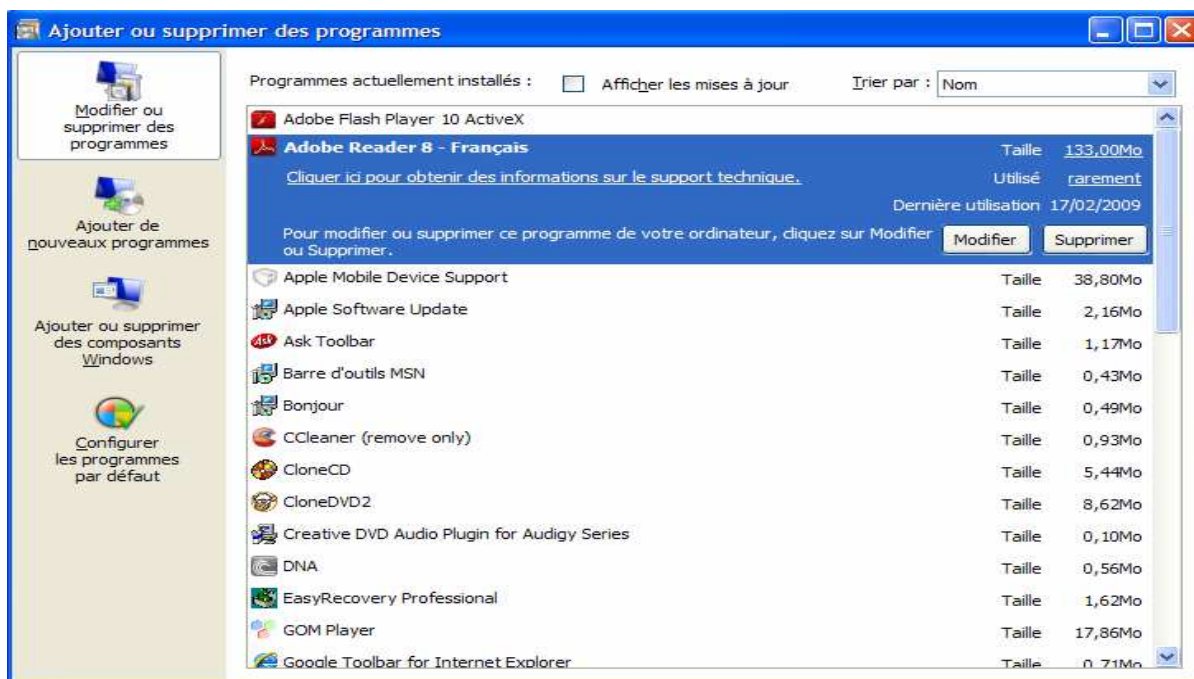 Ajouter ou supprimer des programmes
Modifier ou
supprimer des
programmes
Ajouter de
nouveaux programmes
Ajouter ou supprimer
des composants
Windows
Configurer
les programmes
par défaut
Programmes actuellement installés : Afficher les mises à jour Trier par : Nom
Adobe Flash Player 10 ActiveX
Adobe Reader 8 - Français Taille 133,00Mo
Cliquer ici pour obtenir des informations sur le support technique. Utilisé rarement
Dernière utilisation 17/02/2009
Pour modifier ou supprimer ce programme de votre ordinateur, cliquez sur Modifier
ou Supprimer. Modifier Supprimer
Apple Mobile Device Support Taille 38,80Mo
Apple Software Update Taille 2,16Mo
Ask Toolbar Taille 1,17Mo
Barre d'outils MSN Taille 0,43Mo
Bonjour Taille 0,49Mo
CCleaner (remove only) Taille 0,93Mo
CloneCD Taille 5,44Mo
CloneDVD2 Taille 8,62Mo
Creative DVD Audio Plugin for Audigy Series Taille 0,10Mo
DNA Taille 0,56Mo
EasyRecovery Professional Taille 1,62Mo
GOM Player Taille 17,86Mo
Google Toolbar for Internet Explorer Taille 0,71Mo